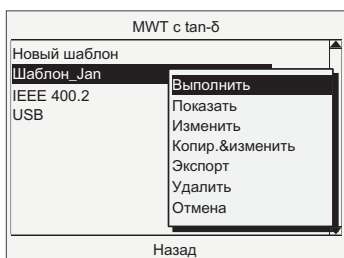 MWT с tan-δ
Новый шаблон
Шаблон_Jan
IEEE 400.2
USB
Выполнить
Показать
Изменить
Копир.&изменить
Экспорт
Удалить
Отмена
Назад